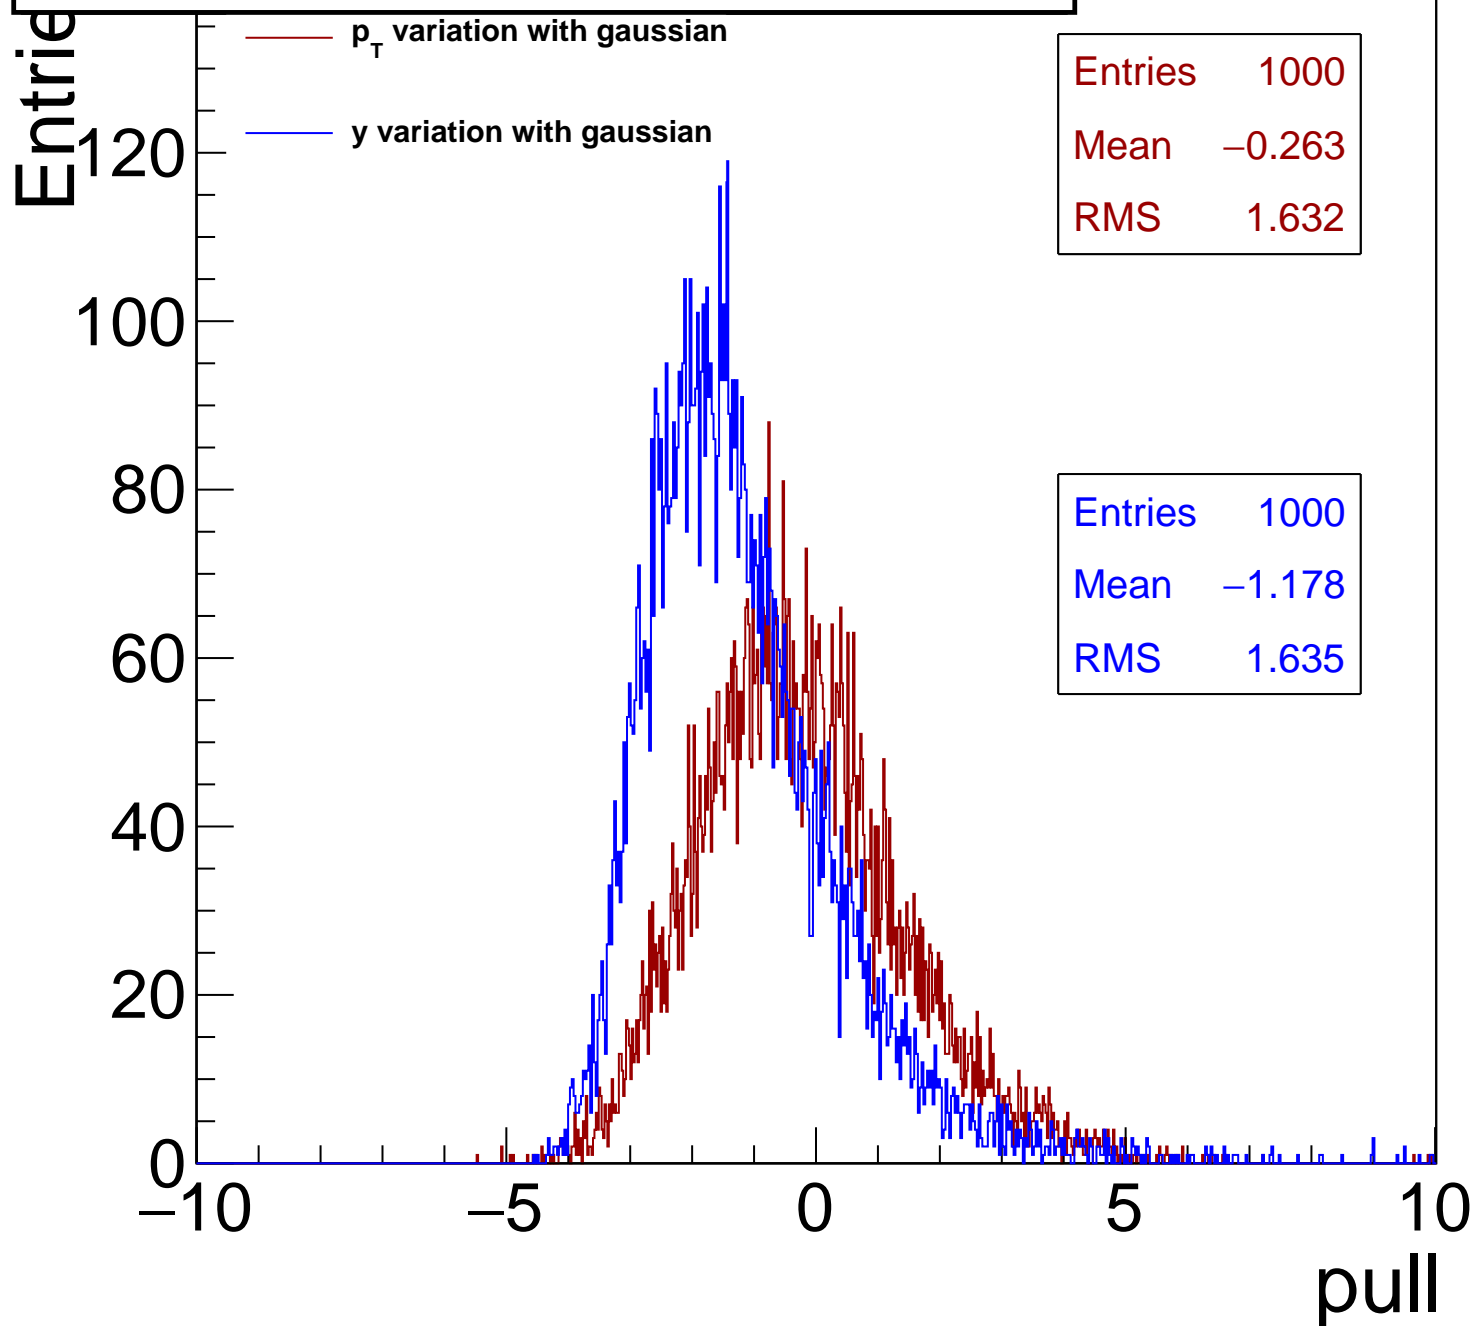 Entrie
p_T variation with gaussian
y variation with gaussian
Entries 1000
Mean −0.263
RMS 1.632
Entries 1000
Mean −1.178
RMS 1.635
120
100
80
60
40
20
0
−10 −5 0 5 10
pull